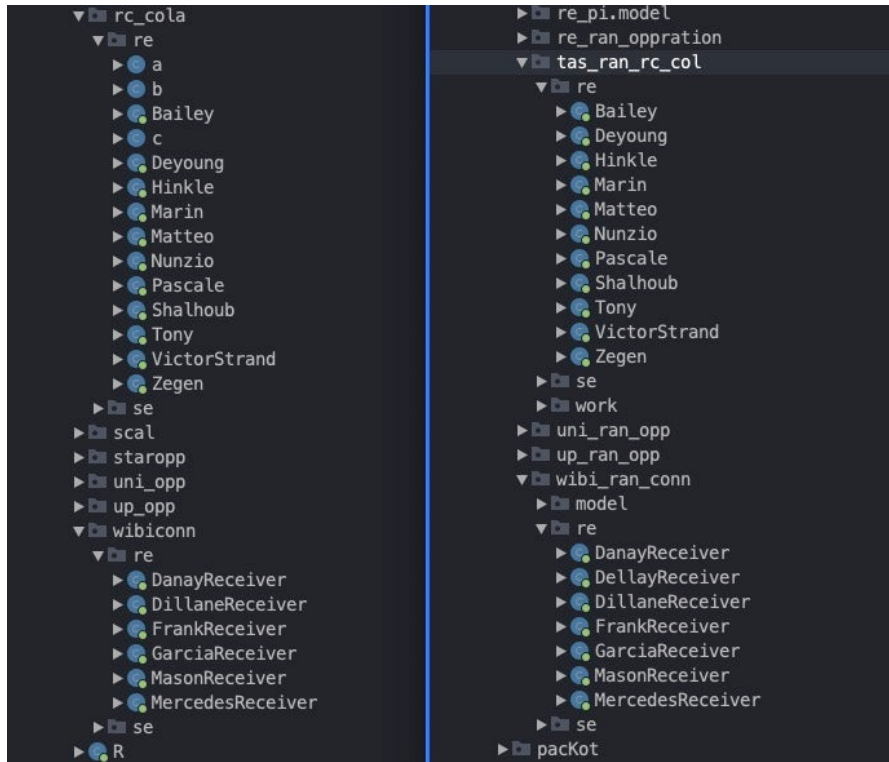 rc_cola
re
a
b
Bailey
c
Deyoung
Hinkle
Marin
Matteo
Nunzio
Pascale
Shalhoub
Tony
VictorStrand
Zegen
se
scal
staropp
uni_opp
up_opp
wibiconn
re
DanayReceiver
DillaneReceiver
FrankReceiver
GarciaReceiver
MasonReceiver
MercedesReceiver
se
R
re_pi.model
re_ran_oppration
tas_ran_rc_col
re
Bailey
Deyoung
Hinkle
Marin
Matteo
Nunzio
Pascale
Shalhoub
Tony
VictorStrand
Zegen
se
work
uni_ran_opp
up_ran_opp
wibi_ran_conn
model
re
DanayReceiver
DellayReceiver
DillaneReceiver
FrankReceiver
GarciaReceiver
MasonReceiver
MercedesReceiver
se
pacKot